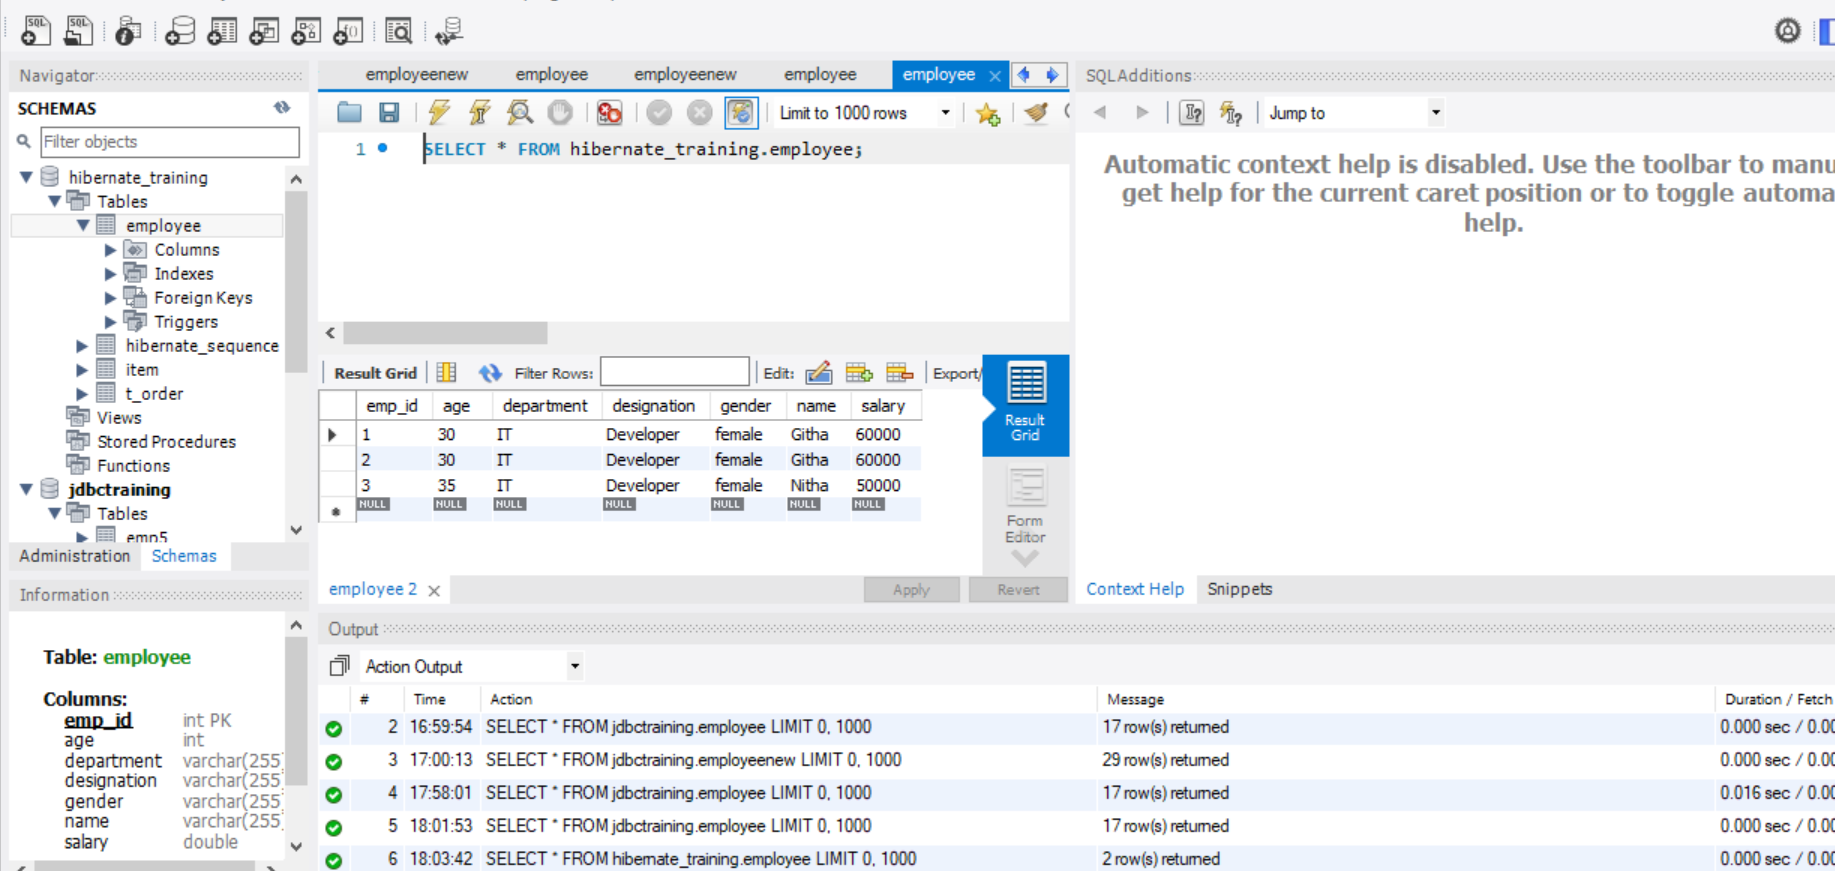 Navigator
SCHEMAS
Filter objects
hibernate_training
Tables
employee
Columns
Indexes
Foreign Keys
Triggers
hibernate_sequence
item
t_order
Views
Stored Procedures
Functions
jdbctraining
Tables
emp5
Administration Schemas
Information
Table: employee
Columns:
emp_id int PK
age int
department varchar(255)
designation varchar(255)
gender varchar(255)
name varchar(255)
salary double
employeenew employee employeenew employee employee
Limit to 1000 rows
1 SELECT * FROM hibernate_training.employee;
Result Grid Filter Rows: Edit: Export/
emp_id age department designation gender name salary
1 30 IT Developer female Githa 60000
2 30 IT Developer female Githa 60000
3 35 IT Developer female Nitha 50000
NULL NULL NULL NULL NULL NULL NULL
Result Grid
Form Editor
employee 2 Apply Revert
SQLAdditions
Jump to
Automatic context help is disabled. Use the toolbar to manu
get help for the current caret position or to toggle automa
help.
Context Help Snippets
Output
Action Output
# Time Action Message Duration / Fetch
2 16:59:54 SELECT * FROM jdbctraining.employee LIMIT 0, 1000 17 row(s) returned 0.000 sec / 0.00
3 17:00:13 SELECT * FROM jdbctraining.employeenew LIMIT 0, 1000 29 row(s) returned 0.000 sec / 0.00
4 17:58:01 SELECT * FROM jdbctraining.employee LIMIT 0, 1000 17 row(s) returned 0.016 sec / 0.00
5 18:01:53 SELECT * FROM jdbctraining.employee LIMIT 0, 1000 17 row(s) returned 0.000 sec / 0.00
6 18:03:42 SELECT * FROM hibernate_training.employee LIMIT 0, 1000 2 row(s) returned 0.000 sec / 0.00